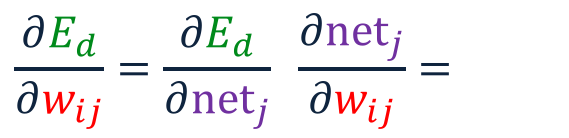 ∂E_d/∂w_ij = ∂E_d/∂net_j ∂net_j/∂w_ij =